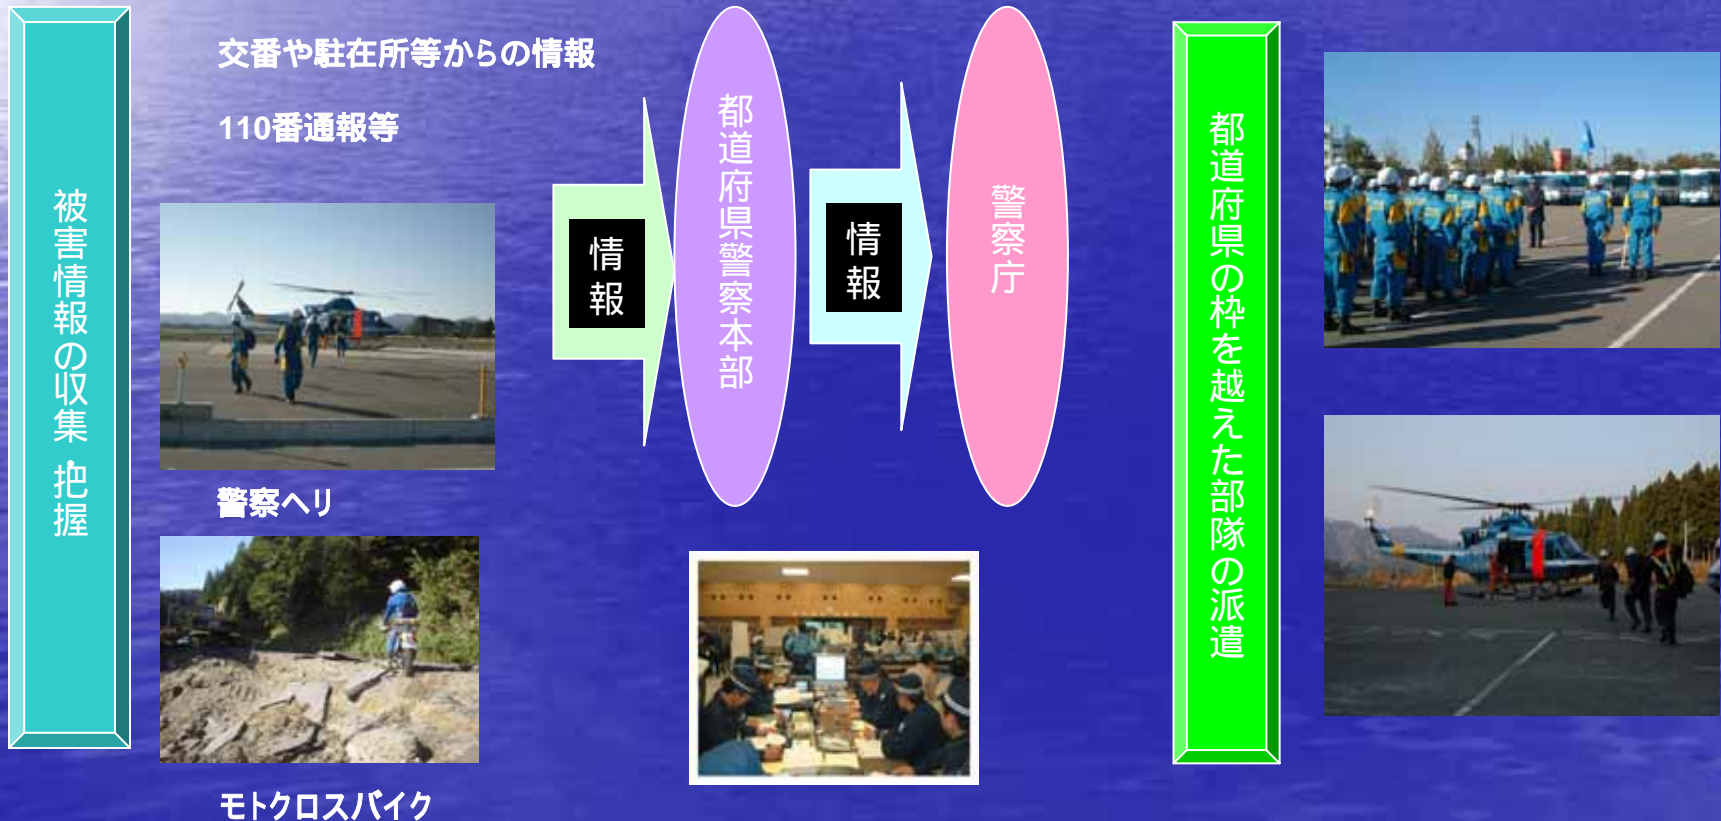 被害情報の収集・把握
交番や駐在所等からの情報
110番通報等
警察ヘリ
モトクロスバイク
情報
都道府県警察本部
情報
警察庁
都道府県の枠を越えた部隊の派遣